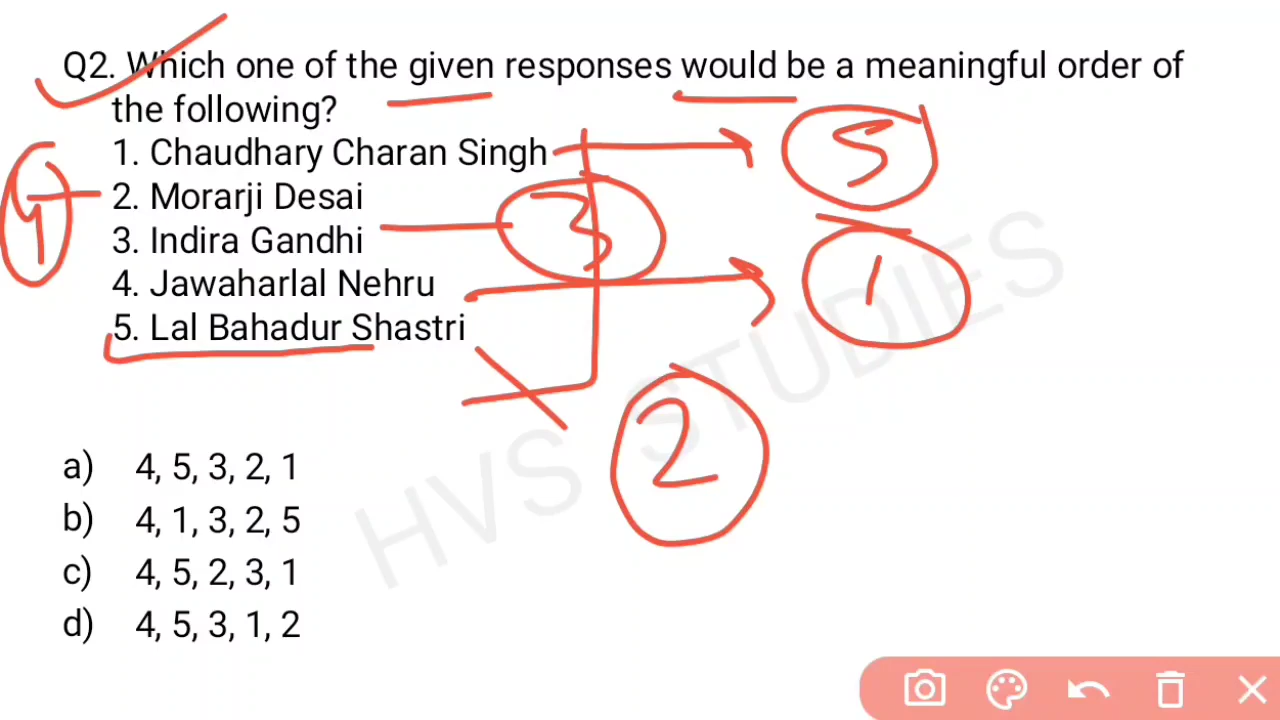 Q2. Which one of the given responses would be a meaningful order of
the following?
1. Chaudhary Charan Singh
5
4
2. Morarji Desai
3. Indira Gandhi
3
1
4. Jawaharlal Nehru
5. Lal Bahadur Shastri
2
a) 4, 5, 3, 2, 1
b) 4, 1, 3, 2, 5
c) 4, 5, 2, 3, 1
d) 4, 5, 3, 1, 2
HVS STUDIES